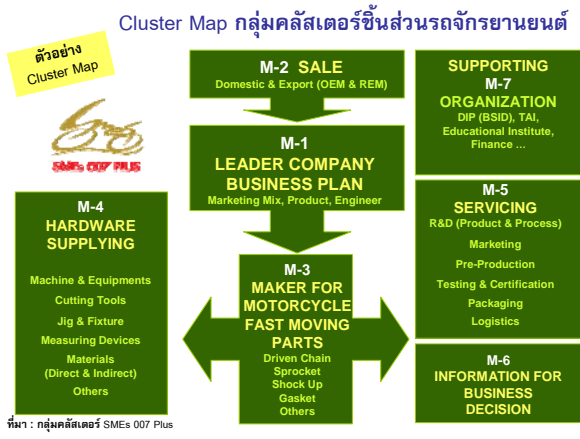 Cluster Map กลุ่มคลัสเตอร์ชิ้นส่วนรถจักรยานยนต์
ตัวอย่าง
Cluster Map
SMEs 007 PLUS
M-2 SALE
Domestic & Export (OEM & REM)
M-1
LEADER COMPANY
BUSINESS PLAN
Marketing Mix, Product, Engineer
SUPPORTING
M-7
ORGANIZATION
DIP (BSID), TAI,
Educational Institute,
Finance ...
M-4
HARDWARE
SUPPLYING
Machine & Equipments
Cutting Tools
Jig & Fixture
Measuring Devices
Materials
(Direct & Indirect)
Others
M-3
MAKER FOR
MOTORCYCLE
FAST MOVING
PARTS
Driven Chain
Sprocket
Shock Up
Gasket
Others
M-5
SERVICING
R&D (Product & Process)
Marketing
Pre-Production
Testing & Certification
Packaging
Logistics
M-6
INFORMATION FOR
BUSINESS
DECISION
ที่มา : กลุ่มคลัสเตอร์ SMEs 007 Plus